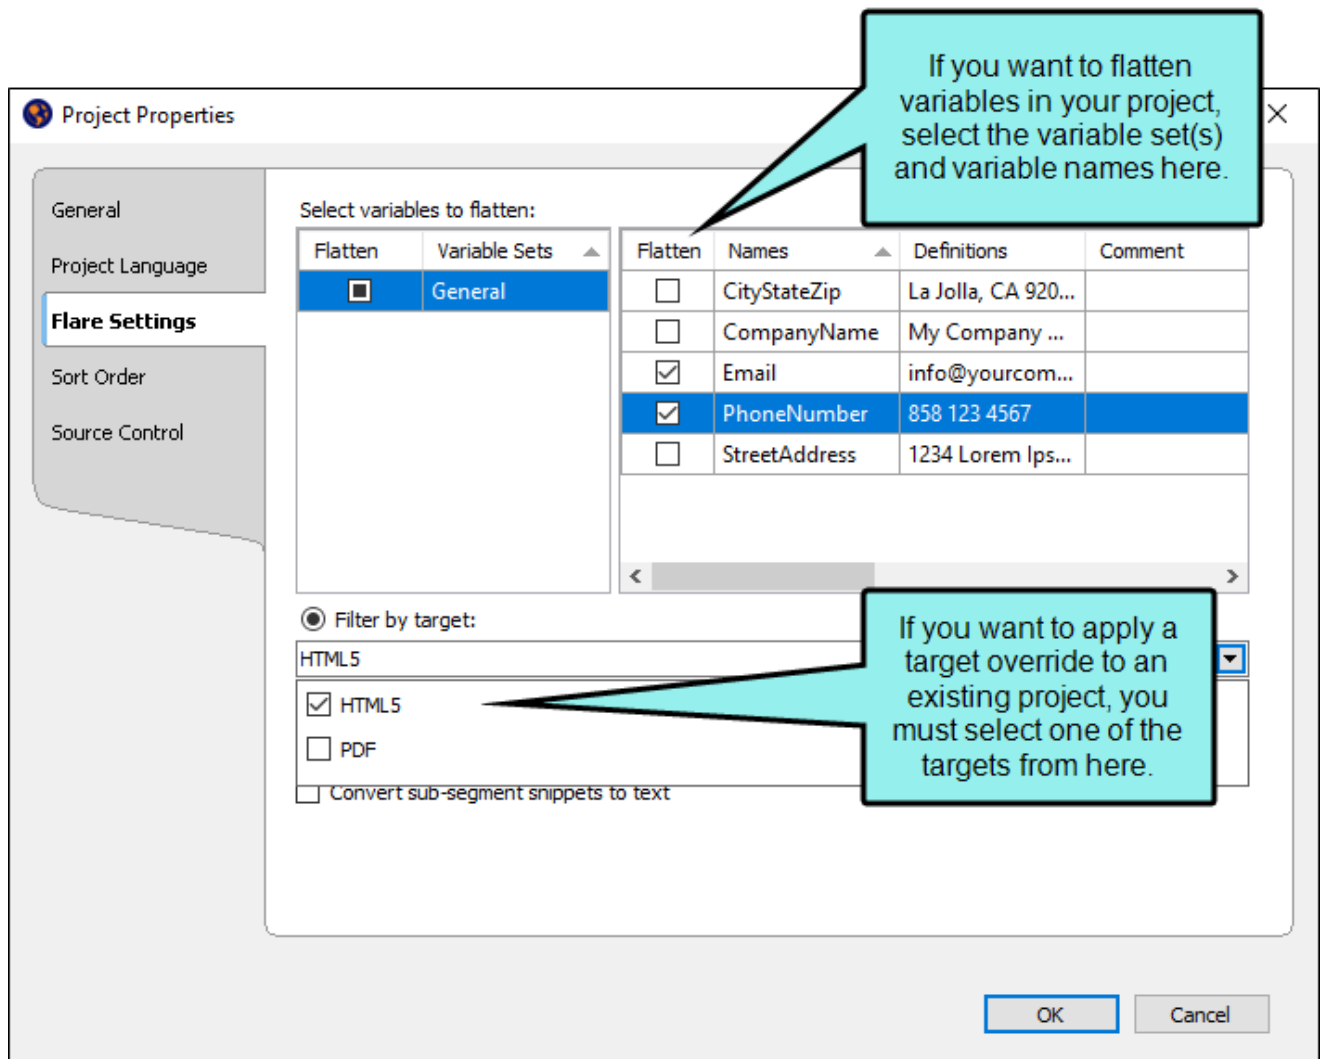 If you want to flatten
variables in your project,
select the variable set(s)
and variable names here.
Project Properties
General
Project Language
Flare Settings
Sort Order
Source Control
Select variables to flatten:
Flatten Variable Sets
General
Flatten Names Definitions Comment
CityStateZip La Jolla, CA 920...
CompanyName My Company ...
Email info@yourcom...
PhoneNumber 858 123 4567
StreetAddress 1234 Lorem Ips...
Filter by target:
HTML5
HTML5
PDF
Convert sub-segment snippets to text
If you want to apply a
target override to an
existing project, you
must select one of the
targets from here.
OK Cancel